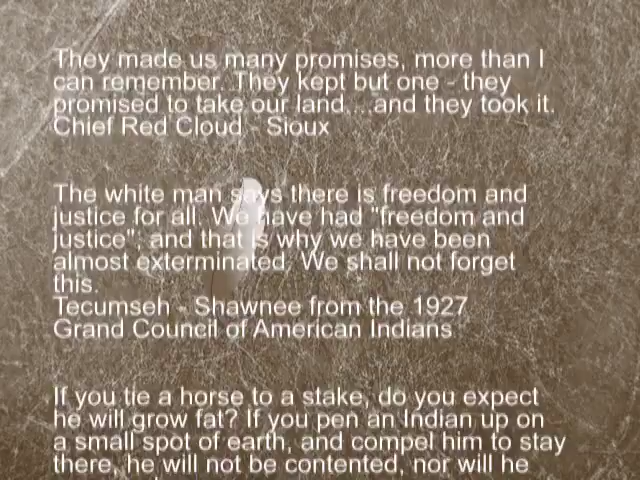 They made us many promises, more than I
can remember. They kept but one - they
promised to take our land....and they took it.
Chief Red Cloud - Sioux
The white man says there is freedom and
justice for all. We have had "freedom and
justice"; and that is why we have been
almost exterminated. We shall not forget
this.
Tecumseh - Shawnee from the 1927
Grand Council of American Indians
If you tie a horse to a stake, do you expect
he will grow fat? If you pen an Indian up on
a small spot of earth, and compel him to stay
there, he will not be contented, nor will he